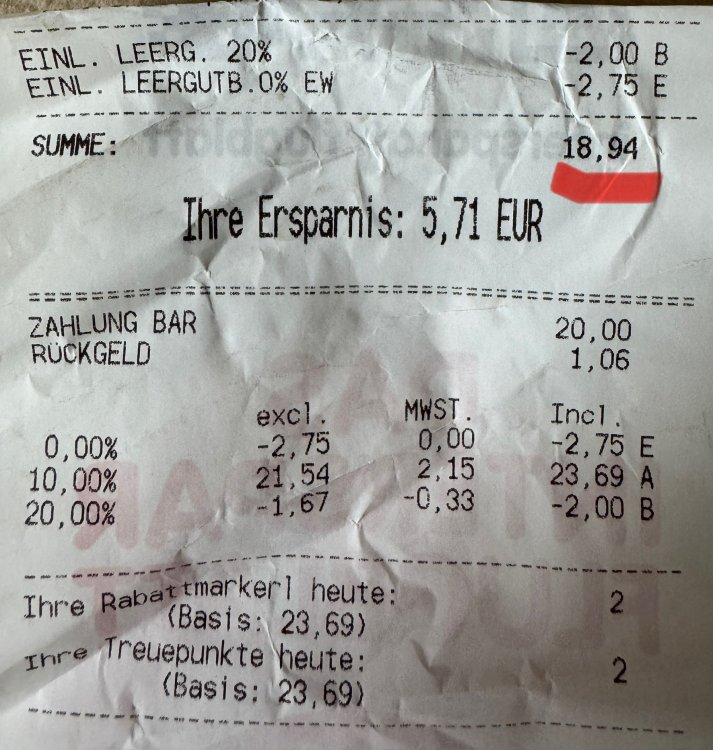 EINL. LEERG. 20% -2,00 B
EINL. LEERGUTB.0% EW -2,75 E
SUMME: 18,94
Ihre Ersparnis: 5,71 EUR
ZAHLUNG BAR 20,00
RÜCKGELD 1,06
excl. MWST. Incl.
0,00% -2,75 0,00 -2,75 E
10,00% 21,54 2,15 23,69 A
20,00% -1,67 -0,33 -2,00 B
Ihre Rabattmarkerl heute: 2
(Basis: 23,69)
Ihre Treuepunkte heute: 2
(Basis: 23,69)